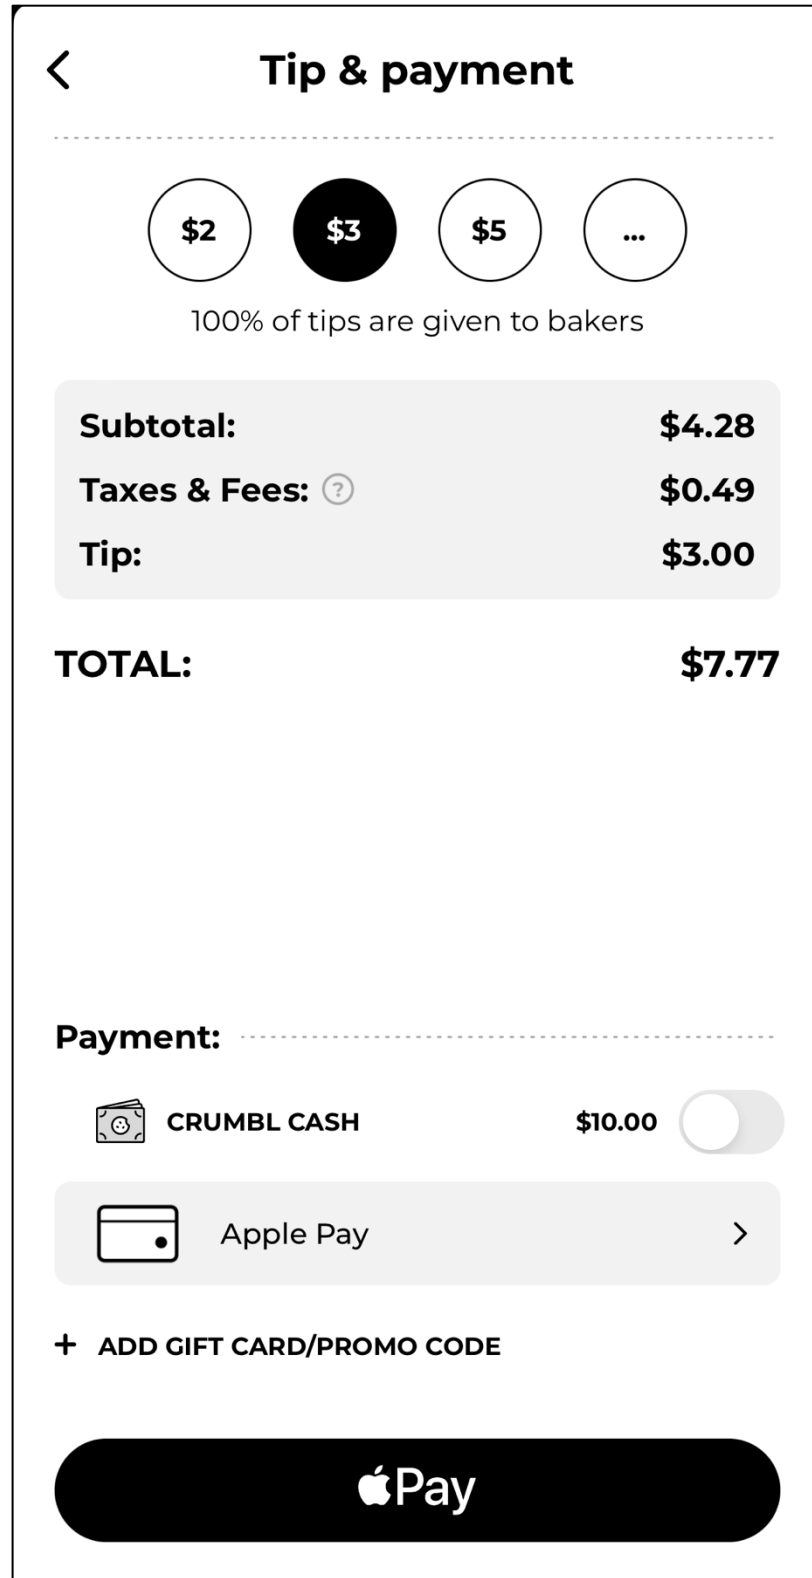 Tip & payment
$2 $3 $5 ...
100% of tips are given to bakers
Subtotal: $4.28
Taxes & Fees: ? $0.49
Tip: $3.00
TOTAL: $7.77
Payment:
CRUMBL CASH $10.00
Apple Pay
+ ADD GIFT CARD/PROMO CODE
Pay